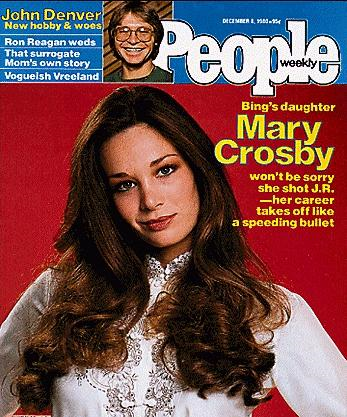 John Denver
New hobby & woes
Ron Reagan weds
That surrogate
Mom's own story
Vogueish Vreeland
DECEMBER 8, 1980 • 95¢
People
weekly
Bing's daughter
Mary
Crosby
won't be sorry
she shot J.R.
—her career
takes off like
a speeding bullet